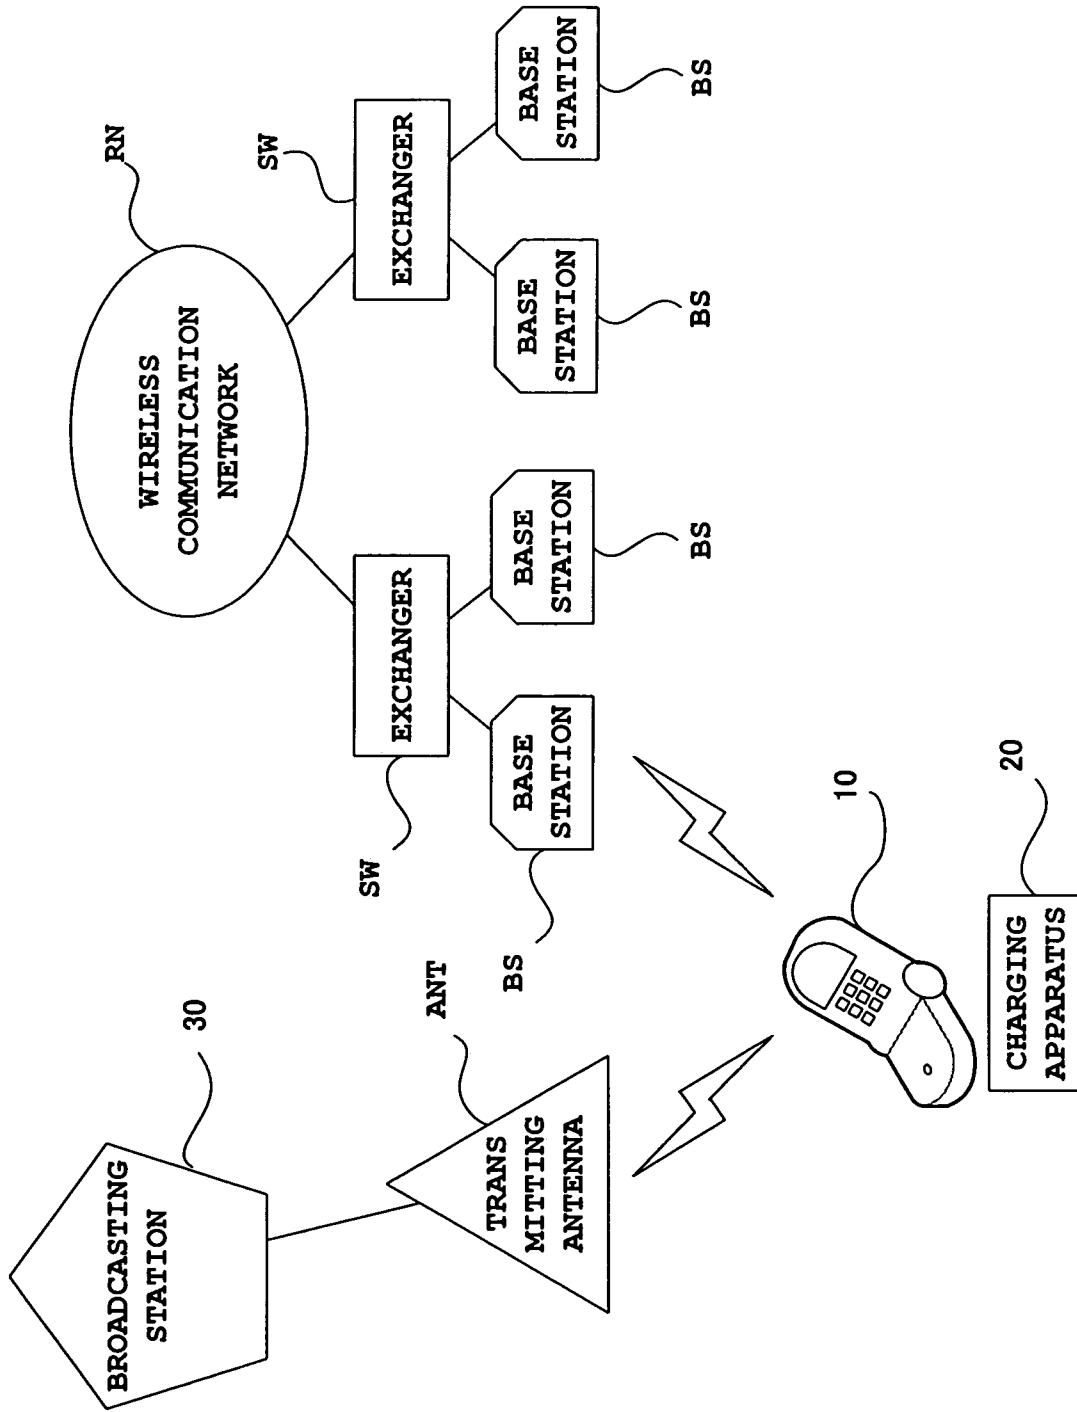 BROADCASTING
STATION
30
TRANS
MITTING
ANTENNA
ANT
WIRELESS
COMMUNICATION
NETWORK
RN
EXCHANGER
SW
EXCHANGER
SW
BASE
STATION
BS
BASE
STATION
BS
BASE
STATION
BS
BASE
STATION
BS
10
CHARGING
APPARATUS
20